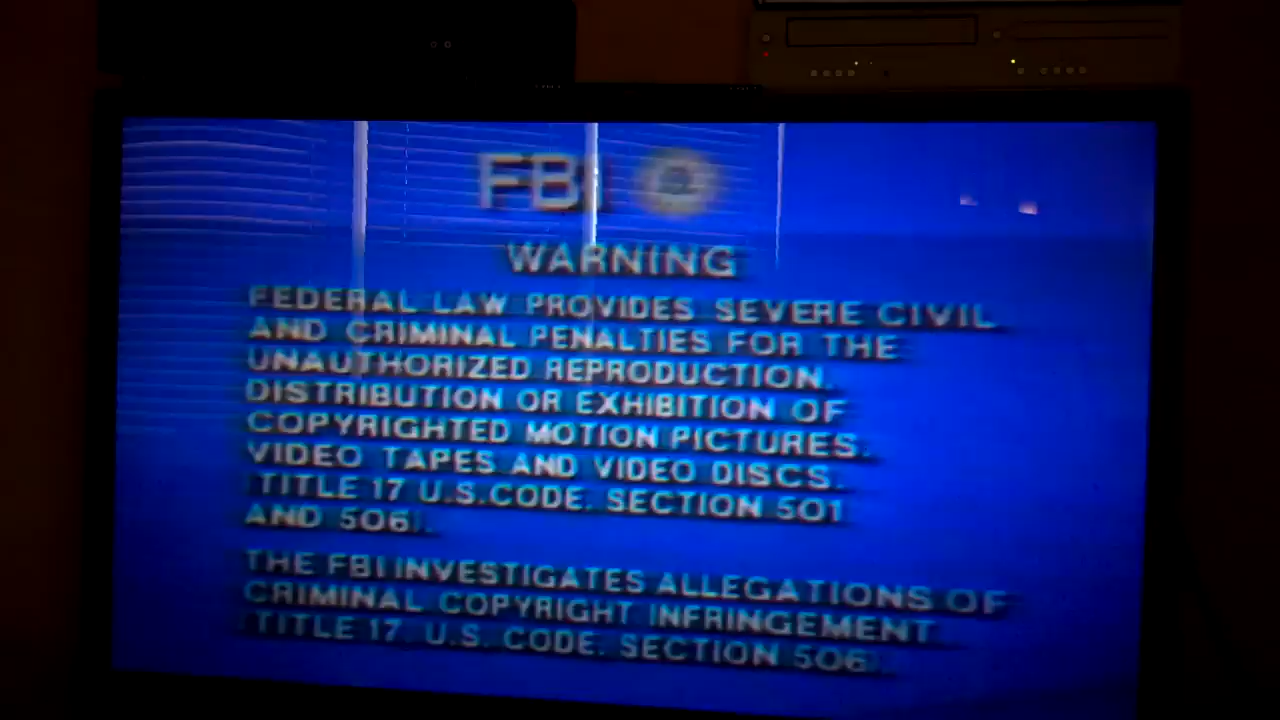 FBI
WARNING
FEDERAL LAW PROVIDES SEVERE CIVIL
AND CRIMINAL PENALTIES FOR THE
UNAUTHORIZED REPRODUCTION,
DISTRIBUTION OR EXHIBITION OF
COPYRIGHTED MOTION PICTURES,
VIDEO TAPES AND VIDEO DISCS.
(TITLE 17 U.S.CODE, SECTION 501
AND 506).
THE FBI INVESTIGATES ALLEGATIONS OF
CRIMINAL COPYRIGHT INFRINGEMENT
(TITLE 17, U.S. CODE, SECTION 506).